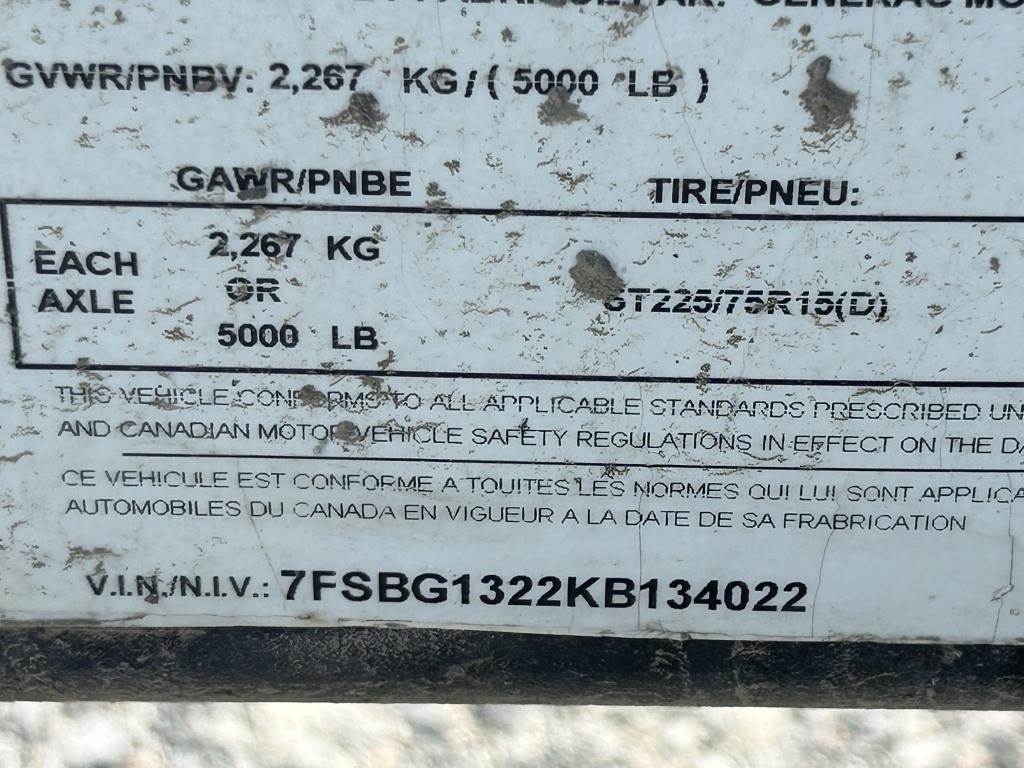 GVWR/PNBV: 2,267 KG / ( 5000 LB )
GAWR/PNBE TIRE/PNEU:
EACH AXLE
2,267 KG
OR
5000 LB
ST225/75R15(D)
THIS VEHICLE CONFORMS TO ALL APPLICABLE STANDARDS PRESCRIBED UN
AND CANADIAN MOTOR VEHICLE SAFETY REGULATIONS IN EFFECT ON THE DA
CE VEHICULE EST CONFORME A TOUITES LES NORMES QUI LUI SONT APPLICA
AUTOMOBILES DU CANADA EN VIGUEUR A LA DATE DE SA FRABRICATION
V.I.N./N.I.V.: 7FSBG1322KB134022